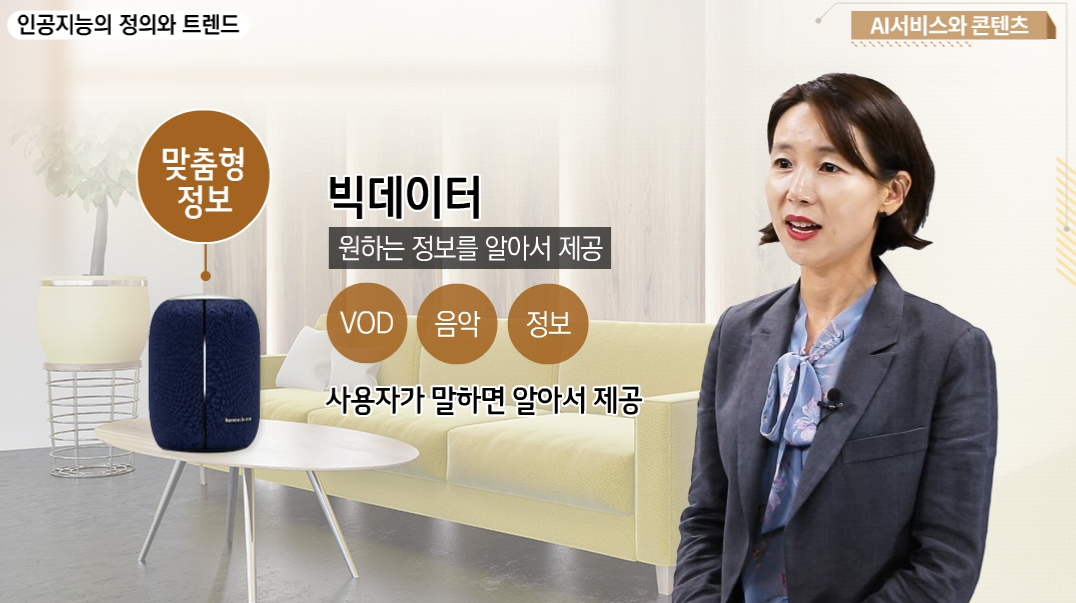 인공지능의 정의와 트렌드
AI서비스와 콘텐츠
맞춤형
정보
빅데이터
원하는 정보를 알아서 제공
VOD
음악
정보
사용자가 말하면 알아서 제공